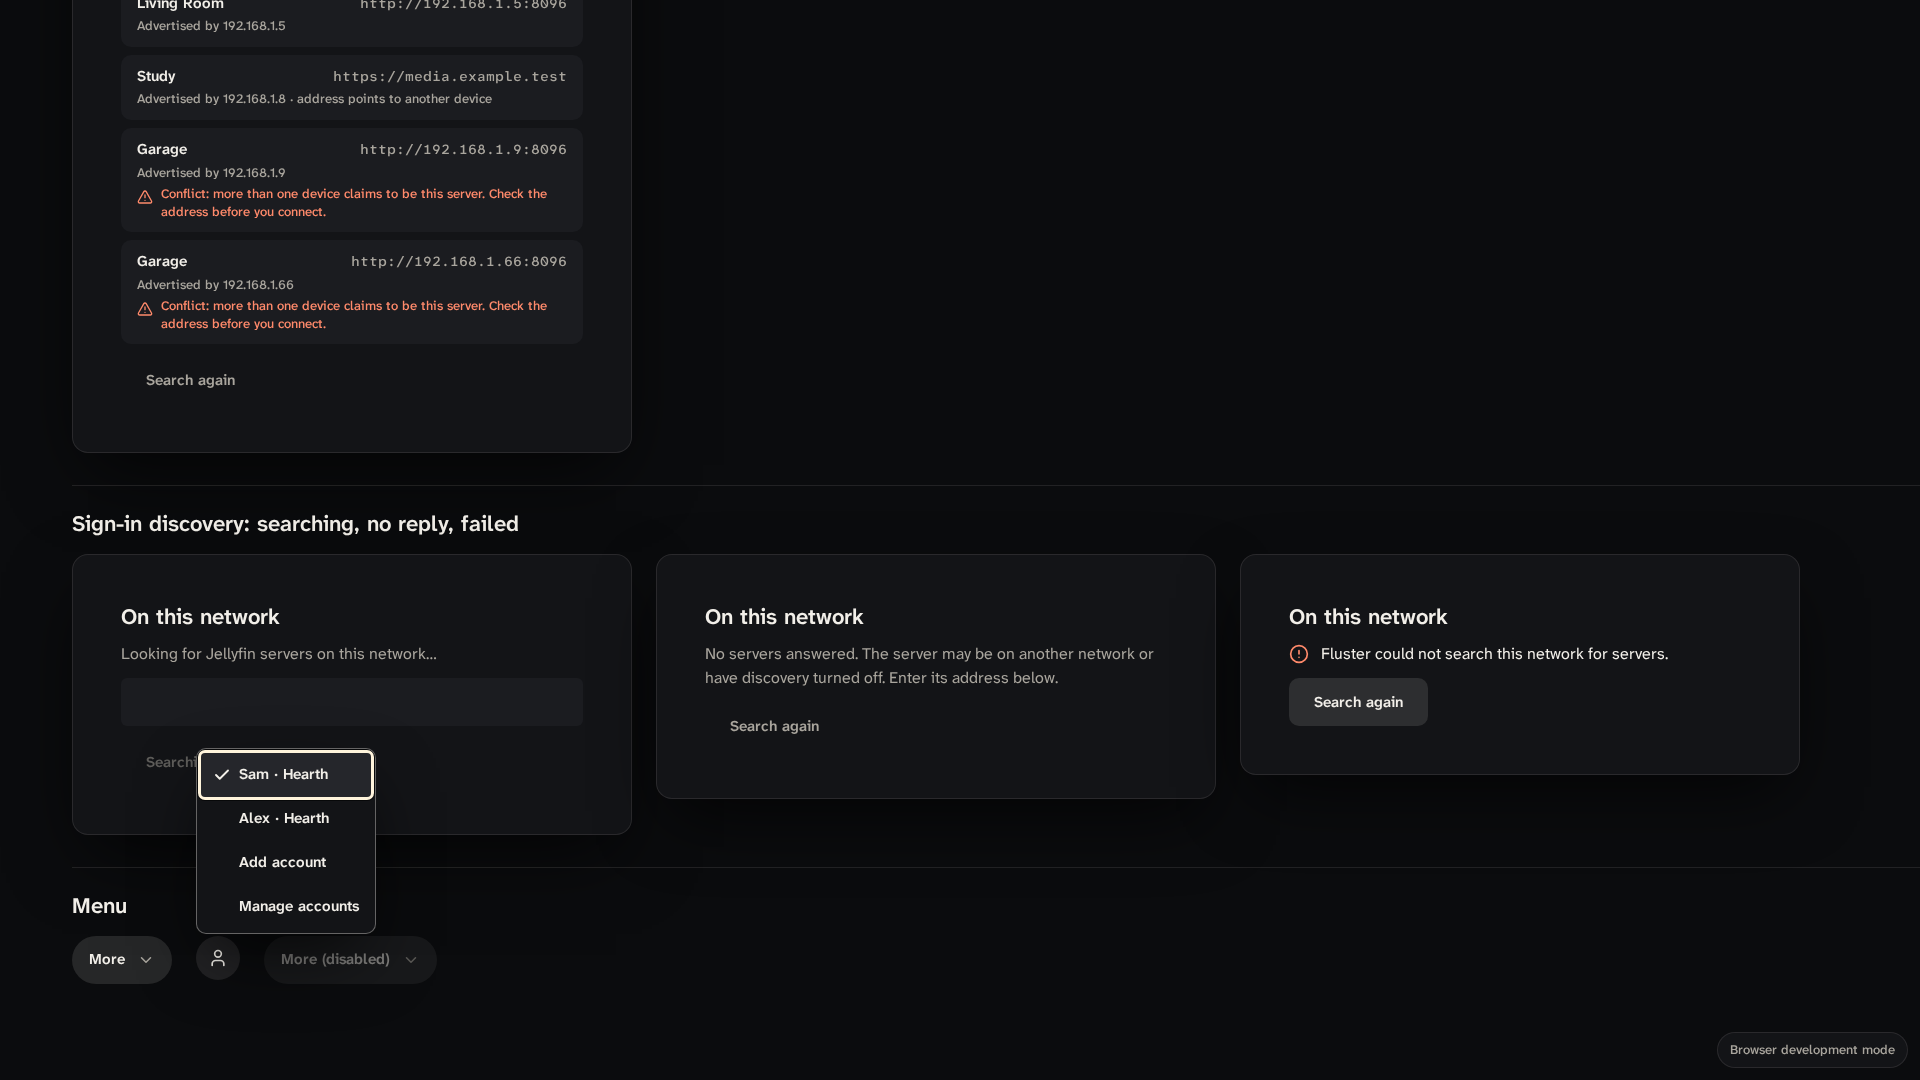 Living Room
http://192.168.1.5:8096
Advertised by 192.168.1.5
Study
https://media.example.test
Advertised by 192.168.1.8 · address points to another device
Garage
http://192.168.1.9:8096
Advertised by 192.168.1.9
Conflict: more than one device claims to be this server. Check the
address before you connect.
Garage
http://192.168.1.66:8096
Advertised by 192.168.1.66
Conflict: more than one device claims to be this server. Check the
address before you connect.
Search again
Sign-in discovery: searching, no reply, failed
On this network
Looking for Jellyfin servers on this network...
On this network
No servers answered. The server may be on another network or
have discovery turned off. Enter its address below.
Search again
On this network
Fluster could not search this network for servers.
Search again
Sam · Hearth
Alex · Hearth
Add account
Manage accounts
Menu
More
More (disabled)
Browser development mode